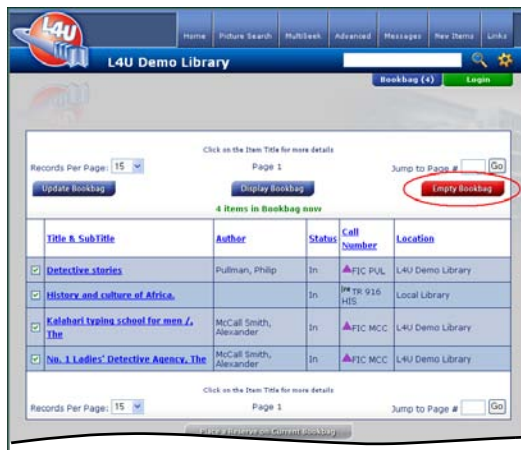 L4U
Home Picture Search MultiSeek Advanced Messages New Items Links
L4U Demo Library
Bookbag (4) Login
Click on the Item Title for more details
Records Per Page: 15 Page 1 Jump to Page # Go
Update Bookbag Display Bookbag Empty Bookbag
4 items in Bookbag now
Title & SubTitle Author Status Call Number Location
Detective stories Pullman, Philip In FIC PUL L4U Demo Library
History and culture of Africa. In TR 916 HIS Local Library
Kalahari typing school for men /, The McCall Smith, Alexander In FIC MCC L4U Demo Library
No. 1 Ladies' Detective Agency, The McCall Smith, Alexander In FIC MCC L4U Demo Library
Click on the Item Title for more details
Records Per Page: 15 Page 1 Jump to Page # Go
Place a Reserve on Current Bookbag